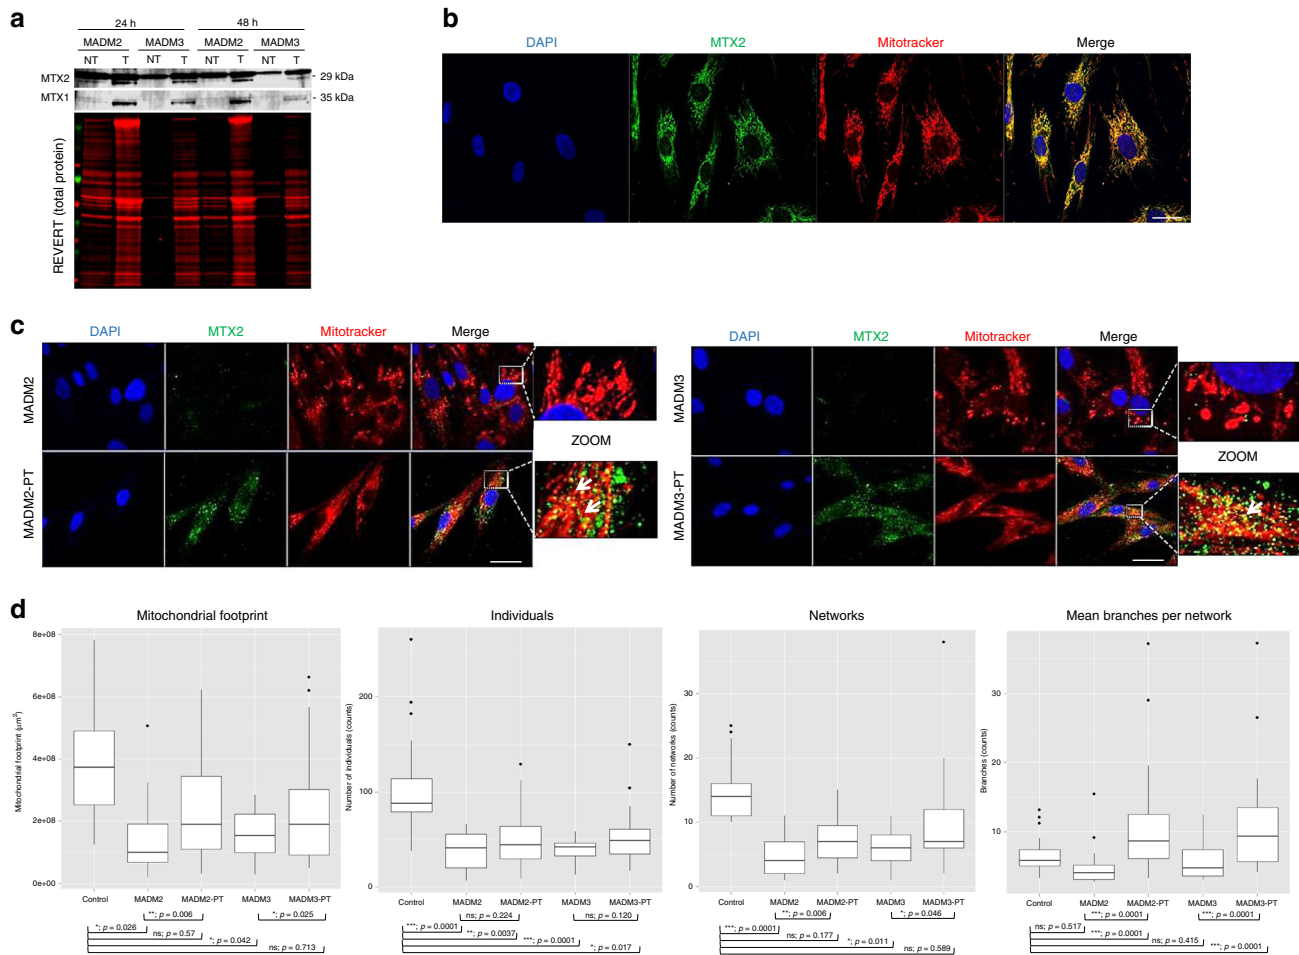 a
24 h 48 h
MADM2 MADM3 MADM2 MADM3
NT T NT T NT T NT T
MTX2 - 29 kDa
MTX1 - 35 kDa
REVERT (total protein)
b
DAPI MTX2 Mitotracker Merge
c
DAPI MTX2 Mitotracker Merge
MADM2
ZOOM
MADM2-PT
DAPI MTX2 Mitotracker Merge
MADM3
ZOOM
MADM3-PT
d
Mitochondrial footprint
Mitochondrial footprint (μm²)
8e+08
6e+08
4e+08
2e+08
0e+00
Control MADM2 MADM2-PT MADM3 MADM3-PT
**; p = 0.006 *; p = 0.025
*; p = 0.026
ns; p = 0.57
*; p = 0.042
ns; p = 0.713
Individuals
Number of individuals (counts)
200
100
0
Control MADM2 MADM2-PT MADM3 MADM3-PT
ns; p = 0.224 ns; p = 0.120
***; p = 0.0001
**; p = 0.0037
***; p = 0.0001
*; p = 0.017
Networks
Number of networks (counts)
30
20
10
0
Control MADM2 MADM2-PT MADM3 MADM3-PT
**; p = 0.006 *; p = 0.046
***; p = 0.0001
ns; p = 0.177
*; p = 0.011
ns; p = 0.589
Mean branches per network
Branches (counts)
30
20
10
Control MADM2 MADM2-PT MADM3 MADM3-PT
***; p = 0.0001 ***; p = 0.0001
ns; p = 0.517
***; p = 0.0001
ns; p = 0.415
***; p = 0.0001